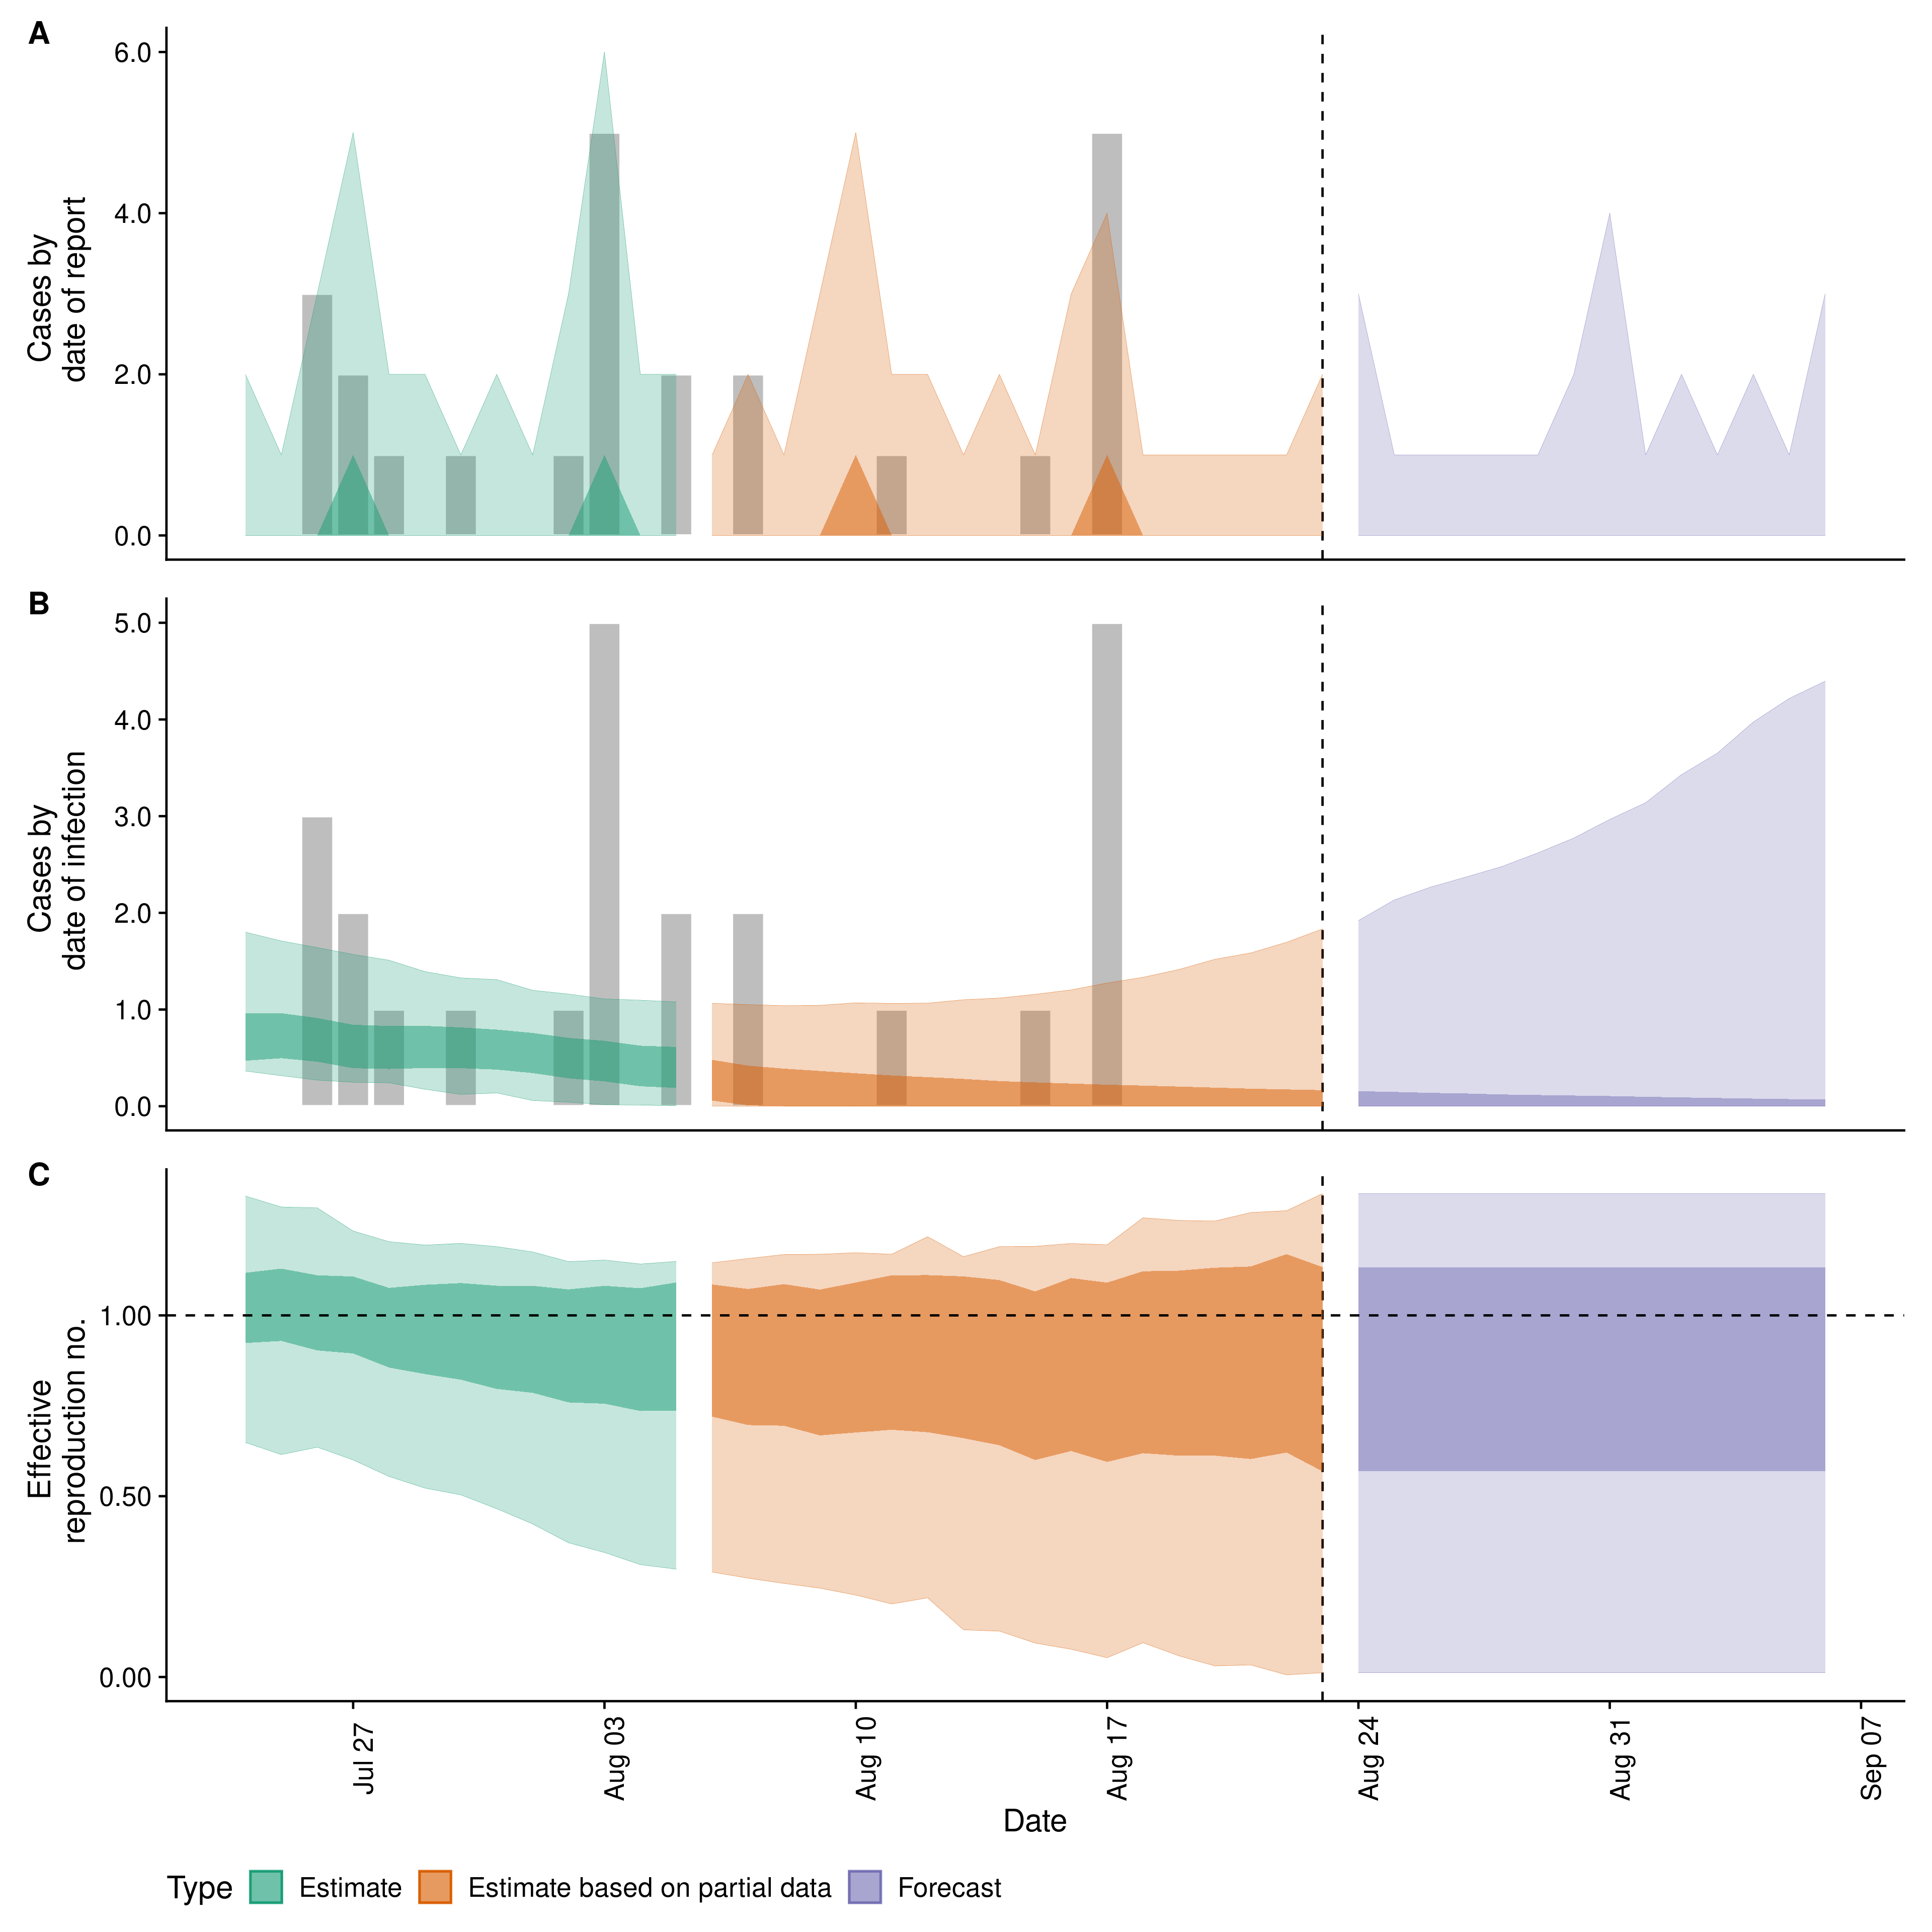 A
Cases by
date of report
6.0
4.0
2.0
0.0
B
Cases by
date of infection
5.0
4.0
3.0
2.0
1.0
0.0
C
Effective
reproduction no.
1.00
0.50
0.00
Jul 27
Aug 03
Aug 10
Aug 17
Aug 24
Aug 31
Sep 07
Date
Type Estimate Estimate based on partial data Forecast